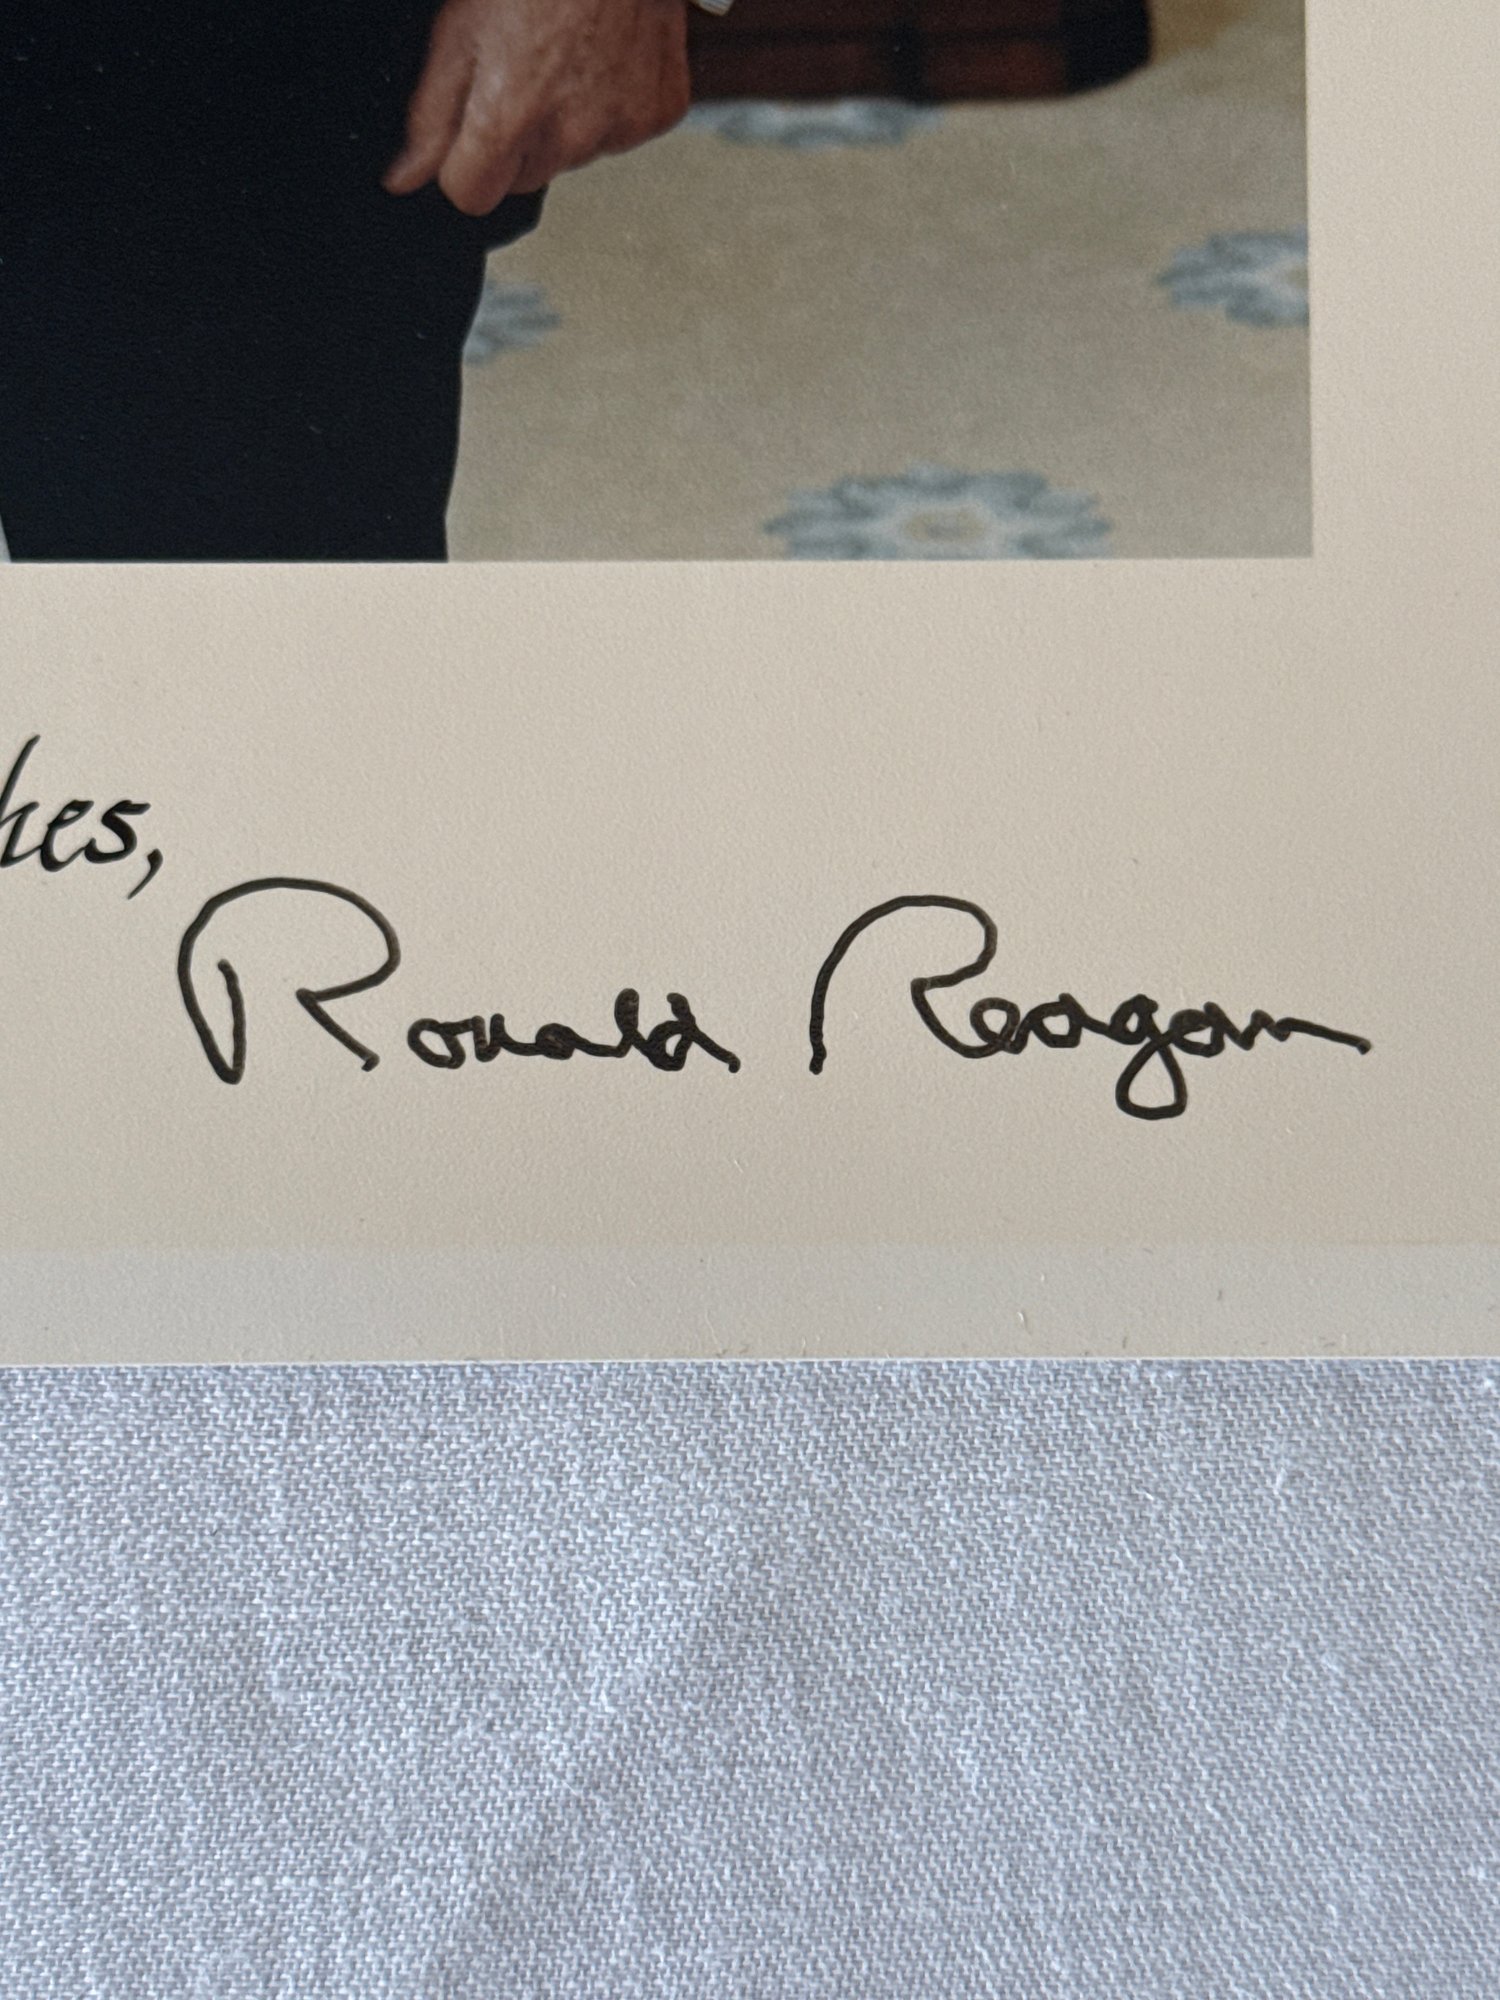 hes,
Ronald Reagan